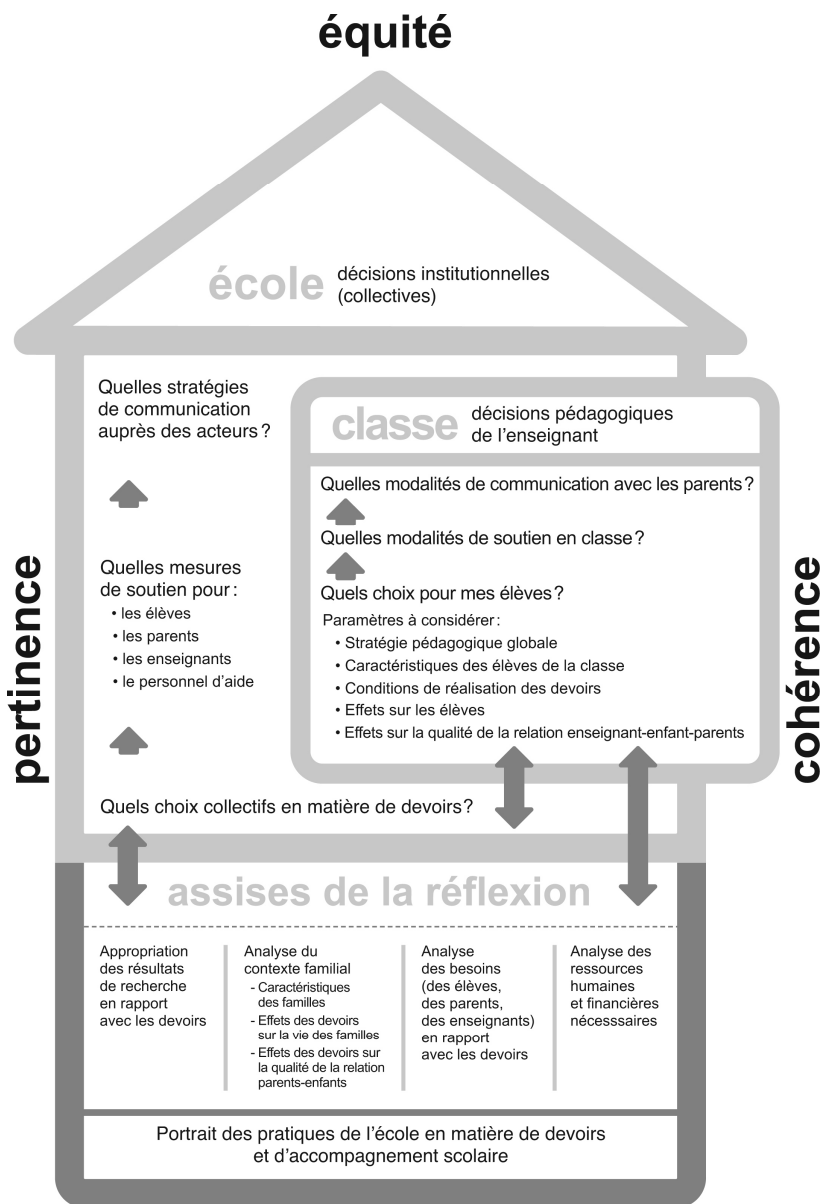 équité
école
décisions institutionnelles
(collectives)
Quelles stratégies
de communication
auprès des acteurs ?
Quelles mesures
de soutien pour :
• les élèves
• les parents
• les enseignants
• le personnel d’aide
Quels choix collectifs en matière de devoirs ?
classe
décisions pédagogiques
de l’enseignant
Quelles modalités de communication avec les parents ?
Quelles modalités de soutien en classe ?
Quels choix pour mes élèves ?
Paramètres à considérer :
• Stratégie pédagogique globale
• Caractéristiques des élèves de la classe
• Conditions de réalisation des devoirs
• Effets sur les élèves
• Effets sur la qualité de la relation enseignant-enfant-parents
pertinence
cohérence
assises de la réflexion
Appropriation
des résultats
de recherche
en rapport
avec les devoirs
Analyse du
contexte familial
- Caractéristiques
des familles
- Effets des devoirs
sur la vie des familles
- Effets des devoirs sur
la qualité de la relation
parents-enfants
Analyse
des besoins
(des élèves,
des parents,
des enseignants)
en rapport
avec les devoirs
Analyse des
ressources
humaines
et financières
nécesssaires
Portrait des pratiques de l’école en matière de devoirs
et d’accompagnement scolaire